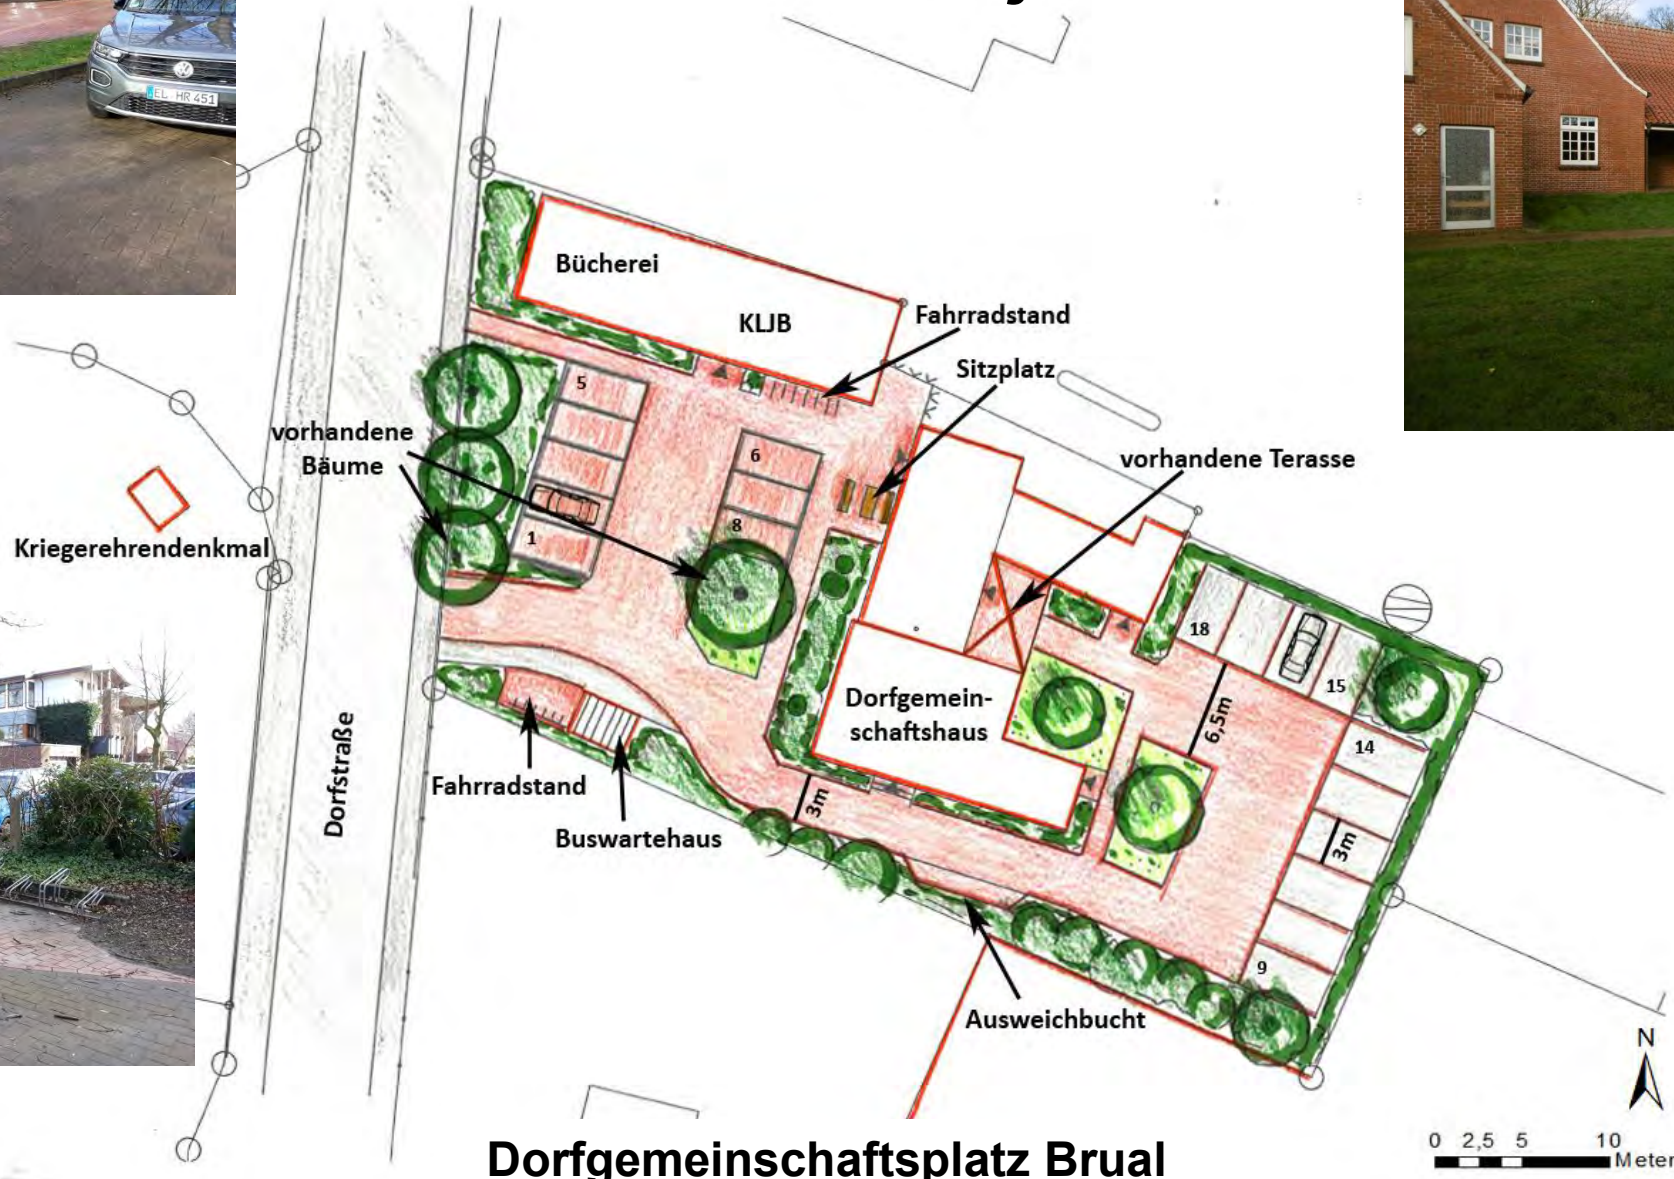 EL HR 451
Bücherei
KLJB
Fahrradstand
Sitzplatz
vorhandene Terasse
vorhandene
Bäume
Kriegerehrendenkmal
5
1
6
8
18
15
14
9
6,5m
3m
3m
Dorfgemein-
schaftshaus
Dorfstraße
Fahrradstand
Buswartehaus
Ausweichbucht
N
0 2,5 5 10
Meter
Dorfgemeinschaftsplatz Brual